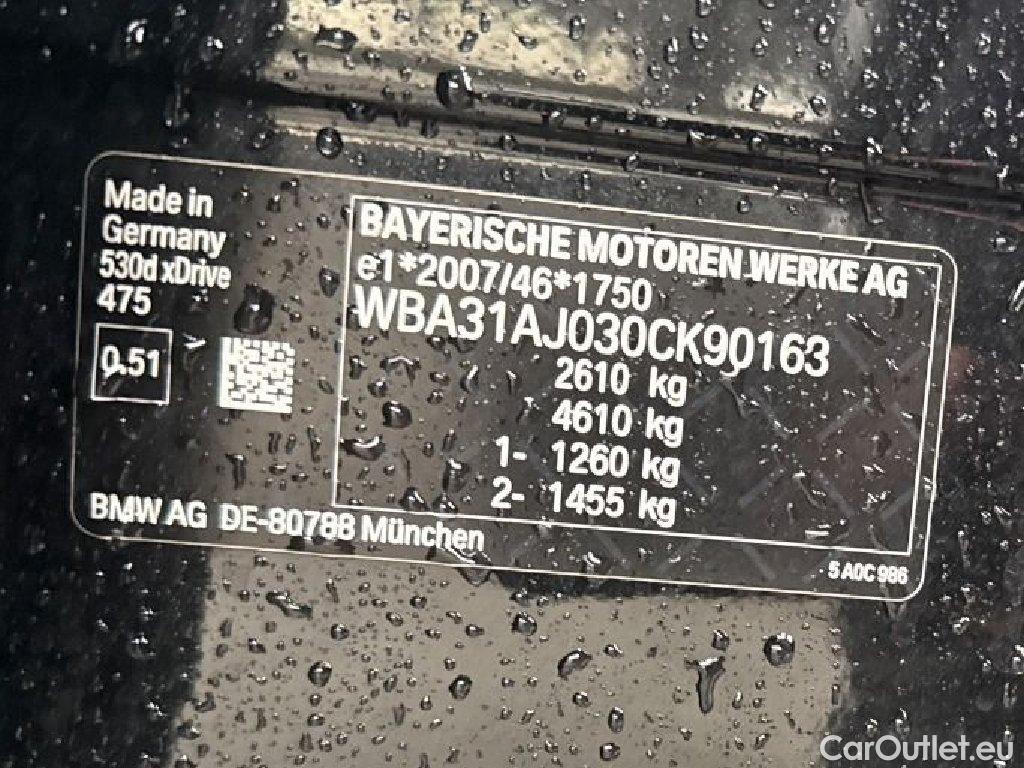 Made in
Germany
530d xDrive
475
0.51
BAYERISCHE MOTOREN WERKE AG
e1*2007/46*1750
WBA31AJ030CK90163
2610 kg
4610 kg
1- 1260 kg
2- 1455 kg
BMW AG DE-80788 München
5 A0C 986
CarOutlet.eu